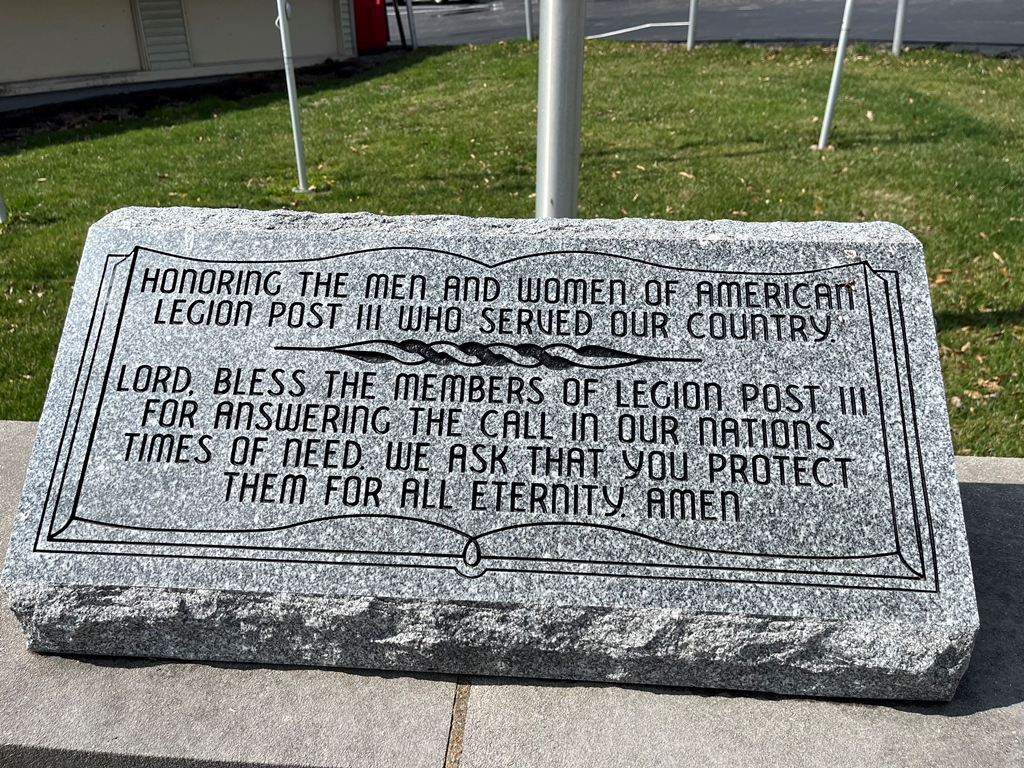 HONORING THE MEN AND WOMEN OF AMERICAN
LEGION POST 111 WHO SERVED OUR COUNTRY.
LORD, BLESS THE MEMBERS OF LEGION POST 111
FOR ANSWERING THE CALL IN OUR NATIONS
TIMES OF NEED. WE ASK THAT YOU PROTECT
THEM FOR ALL ETERNITY. AMEN